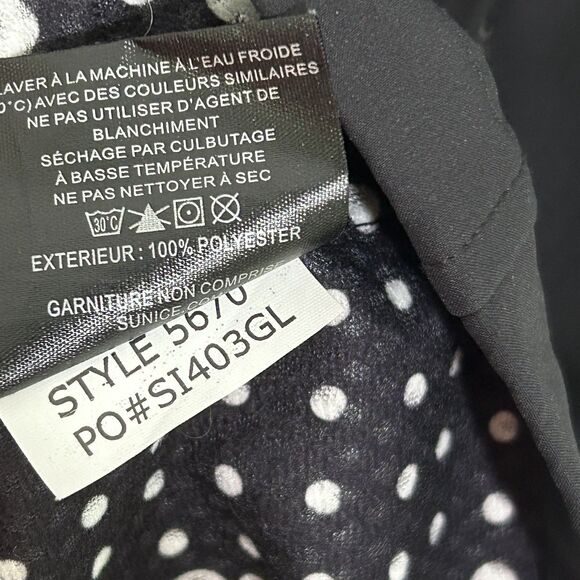 LAVER À LA MACHINE À L'EAU FROIDE
0°C) AVEC DES COULEURS SIMILAIRES
NE PAS UTILISER D'AGENT DE
BLANCHIMENT
SÉCHAGE PAR CULBUTAGE
À BASSE TEMPÉRATURE
NE PAS NETTOYER À SEC
30°C
EXTERIEUR : 100% POLYESTER
GARNITURE NON COMPRISE
SUNICE
STYLE 5670
PO#SI403GL